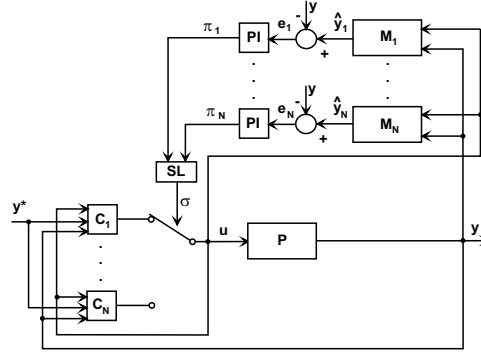 y
π1 PI e1 - + ŷ1 M1
. . .
. . .
y
πN PI eN - + ŷN MN
SL
σ
y* C1
u P y
. . .
CN